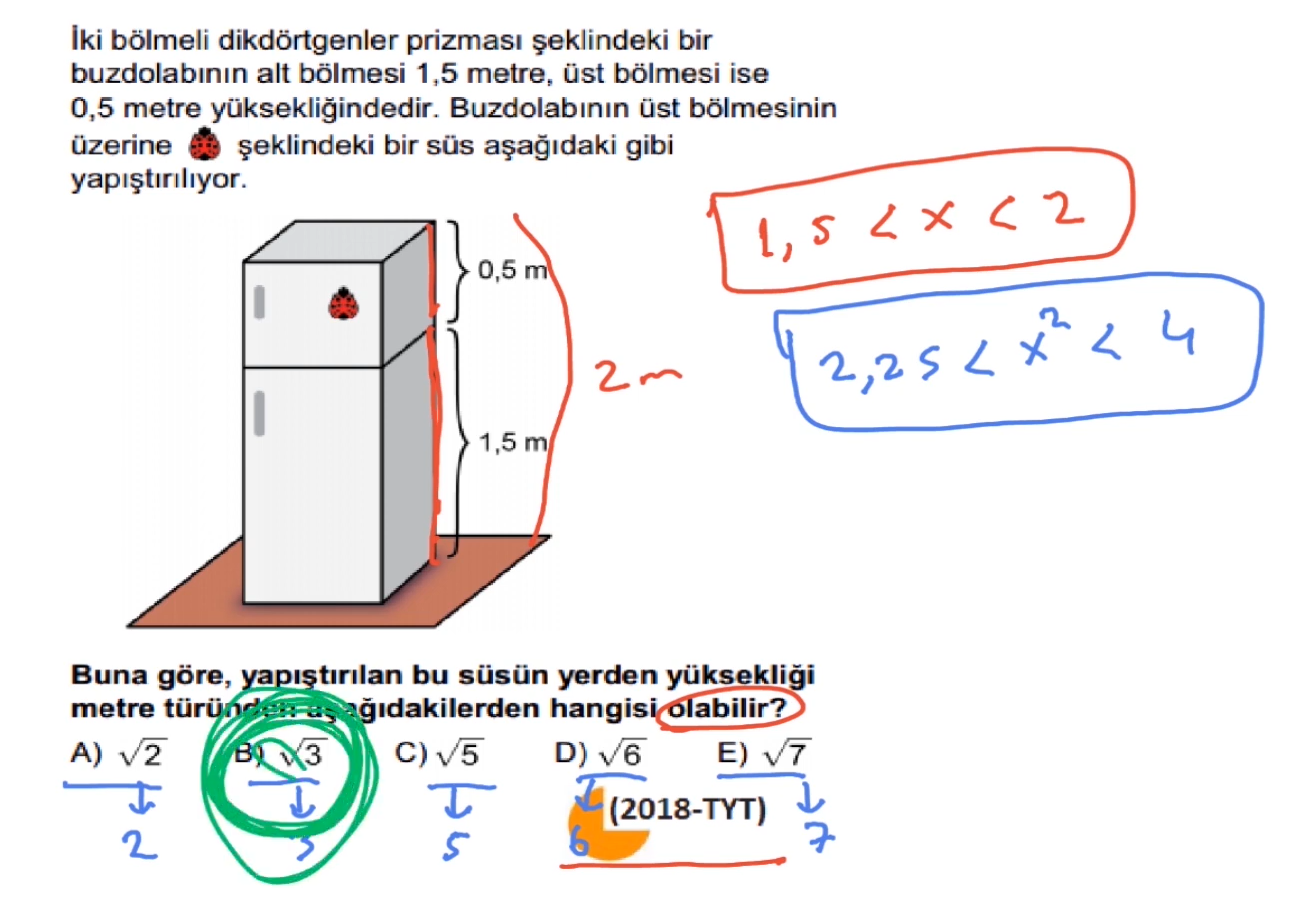 İki bölmeli dikdörtgenler prizması şeklindeki bir
buzdolabının alt bölmesi 1,5 metre, üst bölmesi ise
0,5 metre yüksekliğindedir. Buzdolabının üst bölmesinin
üzerine şeklindeki bir süs aşağıdaki gibi
yapıştırılıyor.
1,5 < x < 2
0,5 m
2,25 < x² < 4
2 m
1,5 m
Buna göre, yapıştırılan bu süsün yerden yüksekliği
metre türünden aşağıdakilerden hangisi olabilir?
A) √2 B) √3 C) √5 D) √6 E) √7
(2018-TYT)
2 3 5 6 7